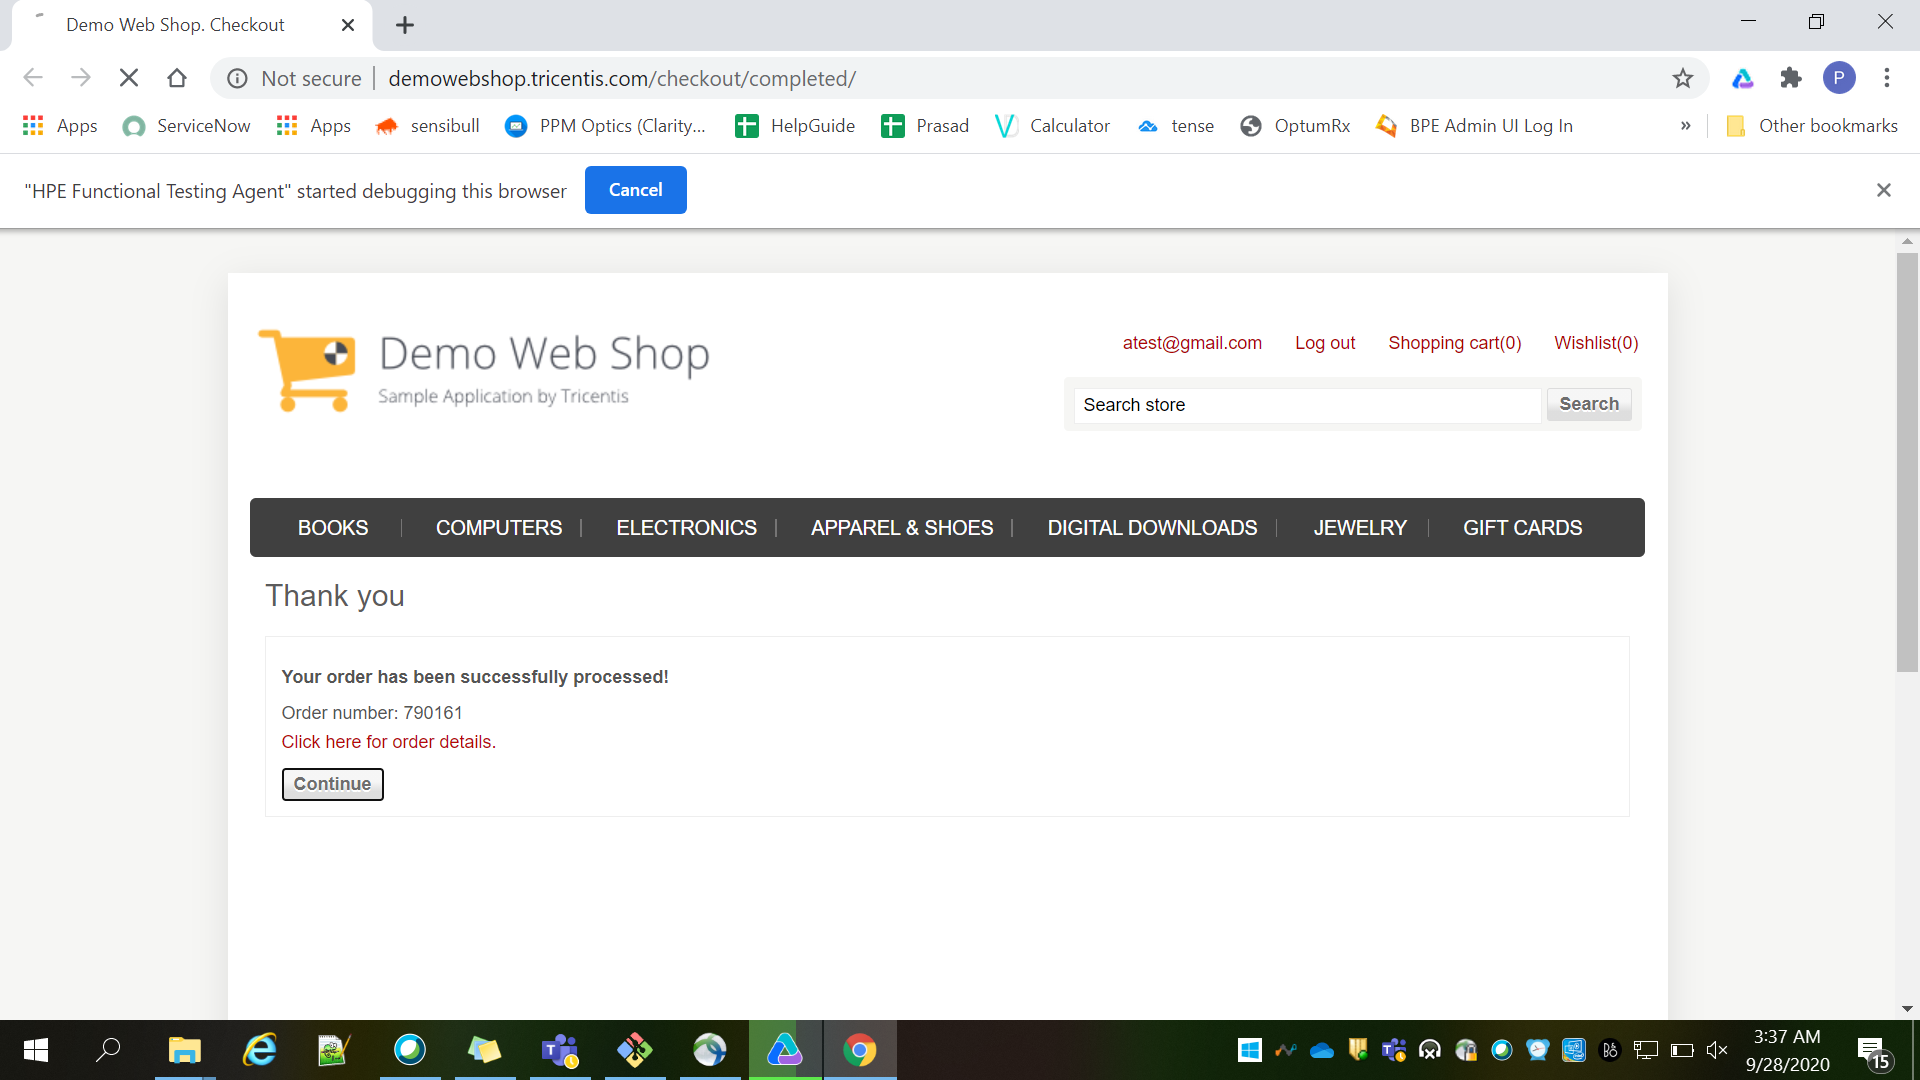 Demo Web Shop. Checkout
Not secure
demowebshop.tricentis.com/checkout/completed/
P
Apps
ServiceNow
Apps
sensibull
PPM Optics (Clarity...
HelpGuide
Prasad
Calculator
tense
OptumRx
BPE Admin UI Log In
»
Other bookmarks
"HPE Functional Testing Agent" started debugging this browser
Cancel
Demo Web Shop
Sample Application by Tricentis
atest@gmail.com
Log out
Shopping cart(0)
Wishlist(0)
Search store
Search
BOOKS
COMPUTERS
ELECTRONICS
APPAREL & SHOES
DIGITAL DOWNLOADS
JEWELRY
GIFT CARDS
Thank you
Your order has been successfully processed!
Order number: 790161
Click here for order details.
Continue
3:37 AM
9/28/2020
15